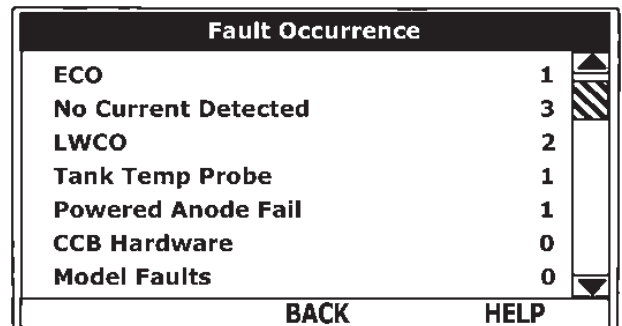 Fault Occurrence
ECO 1
No Current Detected 3
LWCO 2
Tank Temp Probe 1
Powered Anode Fail 1
CCB Hardware 0
Model Faults 0
BACK HELP